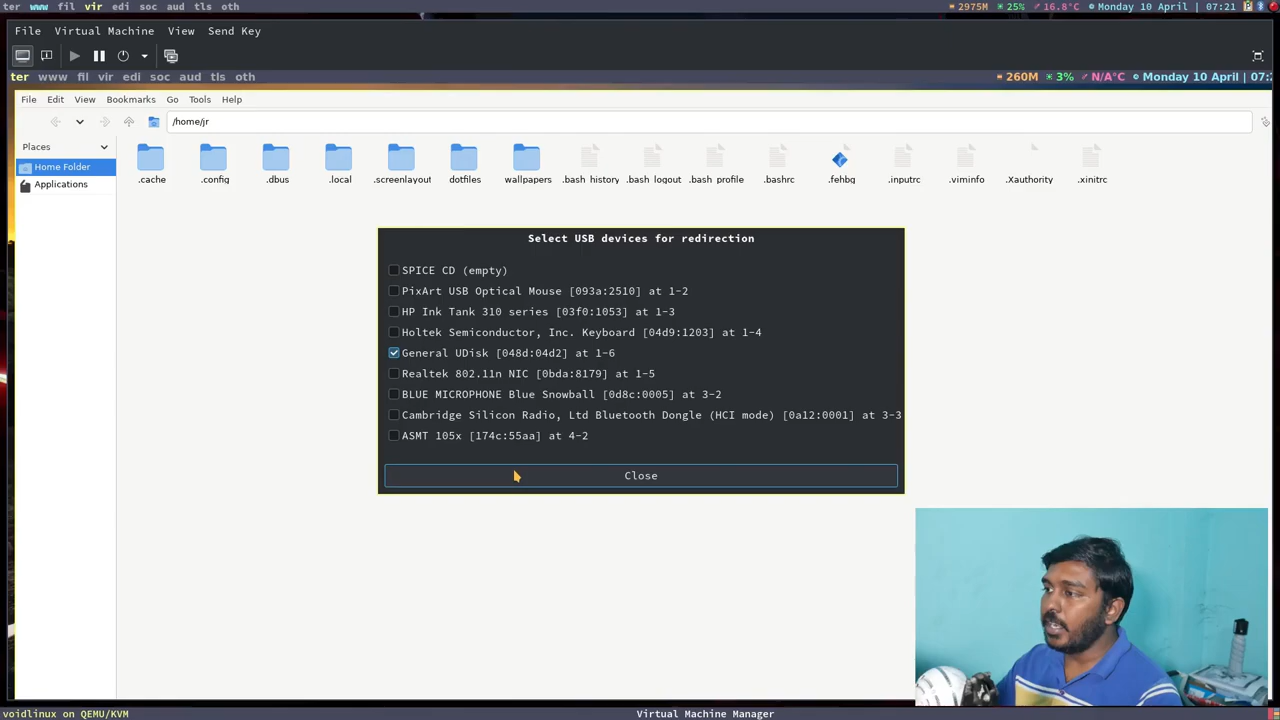 ter www fil vir edi soc aud tls oth
2975M 25% 16.8°C Monday 10 April | 07:21
File Virtual Machine View Send Key
ter www fil vir edi soc aud tls oth
260M 3% N/A°C Monday 10 April | 07:2
File Edit View Bookmarks Go Tools Help
/home/jr
Places
Home Folder
Applications
.cache .config .dbus .local .screenlayout dotfiles wallpapers .bash_history .bash_logout .bash_profile .bashrc .fehbg .inputrc .viminfo .Xauthority .xinitrc
Select USB devices for redirection
SPICE CD (empty)
PixArt USB Optical Mouse [093a:2510] at 1-2
HP Ink Tank 310 series [03f0:1053] at 1-3
Holtek Semiconductor, Inc. Keyboard [04d9:1203] at 1-4
General UDisk [048d:04d2] at 1-6
Realtek 802.11n NIC [0bda:8179] at 1-5
BLUE MICROPHONE Blue Snowball [0d8c:0005] at 3-2
Cambridge Silicon Radio, Ltd Bluetooth Dongle (HCI mode) [0a12:0001] at 3-3
ASMT 105x [174c:55aa] at 4-2
Close
voidlinux on QEMU/KVM
Virtual Machine Manager